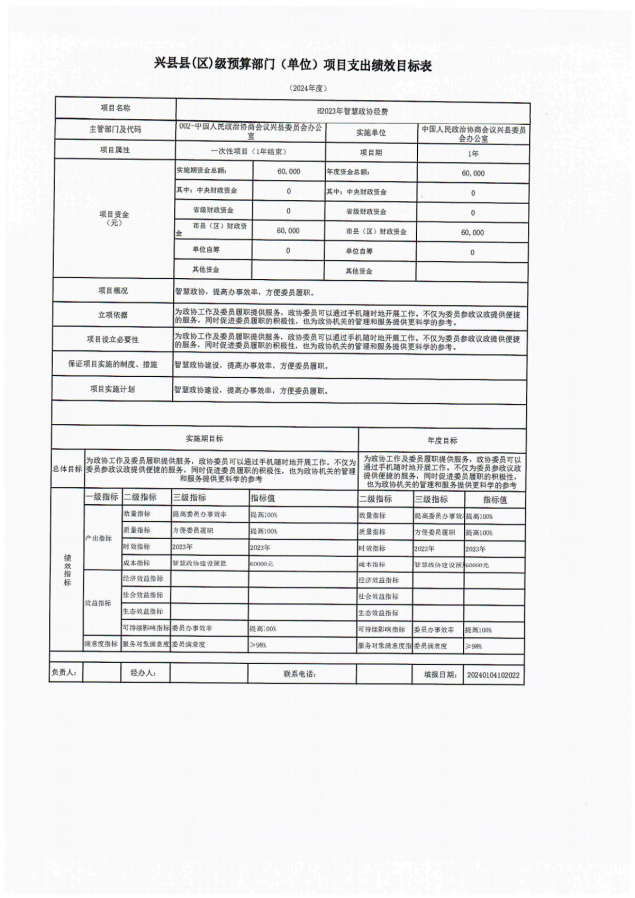 兴县县(区)级预算部门（单位）项目支出绩效目标表
（2024年度）
项目名称 H2023年智慧政协经费
主管部门及代码 002-中国人民政治协商会议兴县委员会办公室 实施单位 中国人民政治协商会议兴县委员会办公室
项目属性 一次性项目（1年结束） 项目期 1年
项目资金（元） 实施期资金总额： 60,000 年度资金总额： 60,000
其中：中央财政资金 0 其中：中央财政资金 0
省级财政资金 0 省级财政资金 0
市县（区）财政资金 60,000 市县（区）财政资金 60,000
单位自筹 0 单位自筹 0
其他资金 其他资金
项目概况 智慧政协，提高办事效率，方便委员履职。
立项依据 为政协工作及委员履职提供服务，政协委员可以通过手机随时地开展工作。不仅为委员参政议政提供便捷
的服务，同时促进委员履职的积极性，也为政协机关的管理和服务提供更科学的参考。
项目设立必要性 为政协工作及委员履职提供服务，政协委员可以通过手机随时地开展工作。不仅为委员参政议政提供便捷
的服务，同时促进委员履职的积极性，也为政协机关的管理和服务提供更科学的参考。
保证项目实施的制度、措施 智慧政协建设，提高办事效率，方便委员履职。
项目实施计划 智慧政协建设，提高办事效率，方便委员履职。
实施期目标 年度目标
总体目标 为政协工作及委员履职提供服务，政协委员可以通过手机随时地开展工作。不仅为委员参政议政提供便捷的服务，同时促进委员履职的积极性，也为政协机关的管理和服务提供更科学的参考 为政协工作及委员履职提供服务，政协委员可以通过手机随时地开展工作。不仅为委员参政议政提供便捷的服务，同时促进委员履职的积极性，也为政协机关的管理和服务提供更科学的参考
绩效指标 一级指标 二级指标 三级指标 指标值 二级指标 三级指标 指标值
产出指标 数量指标 提高委员办事效率 提高100% 数量指标 提高委员办事效 提高100%
质量指标 方便委员履职 提高100% 质量指标 方便委员履职 提高100%
时效指标 2023年 2023年 时效指标 2023年 2023年
成本指标 智慧政协建设预算 60000元 成本指标 智慧政协建设预 60000元
效益指标 经济效益指标 经济效益指标
社会效益指标 社会效益指标
生态效益指标 生态效益指标
可持续影响指标 委员办事效率 提高100% 可持续影响指标 委员办事效率 提高100%
满意度指标 服务对象满意度 委员满意度 ≥98% 服务对象满意度指 委员满意度 ≥98%
负责人： 经办人： 联系电话： 填报日期： 20240104102022